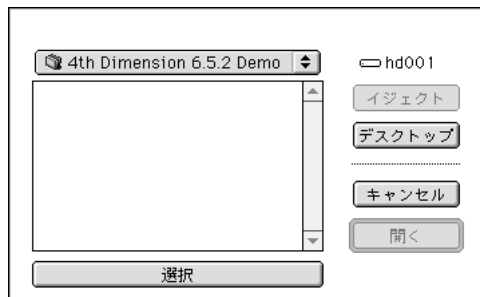 4th Dimension 6.5.2 Demo
hd001
イジェクト
デスクトップ
キャンセル
開く
選択